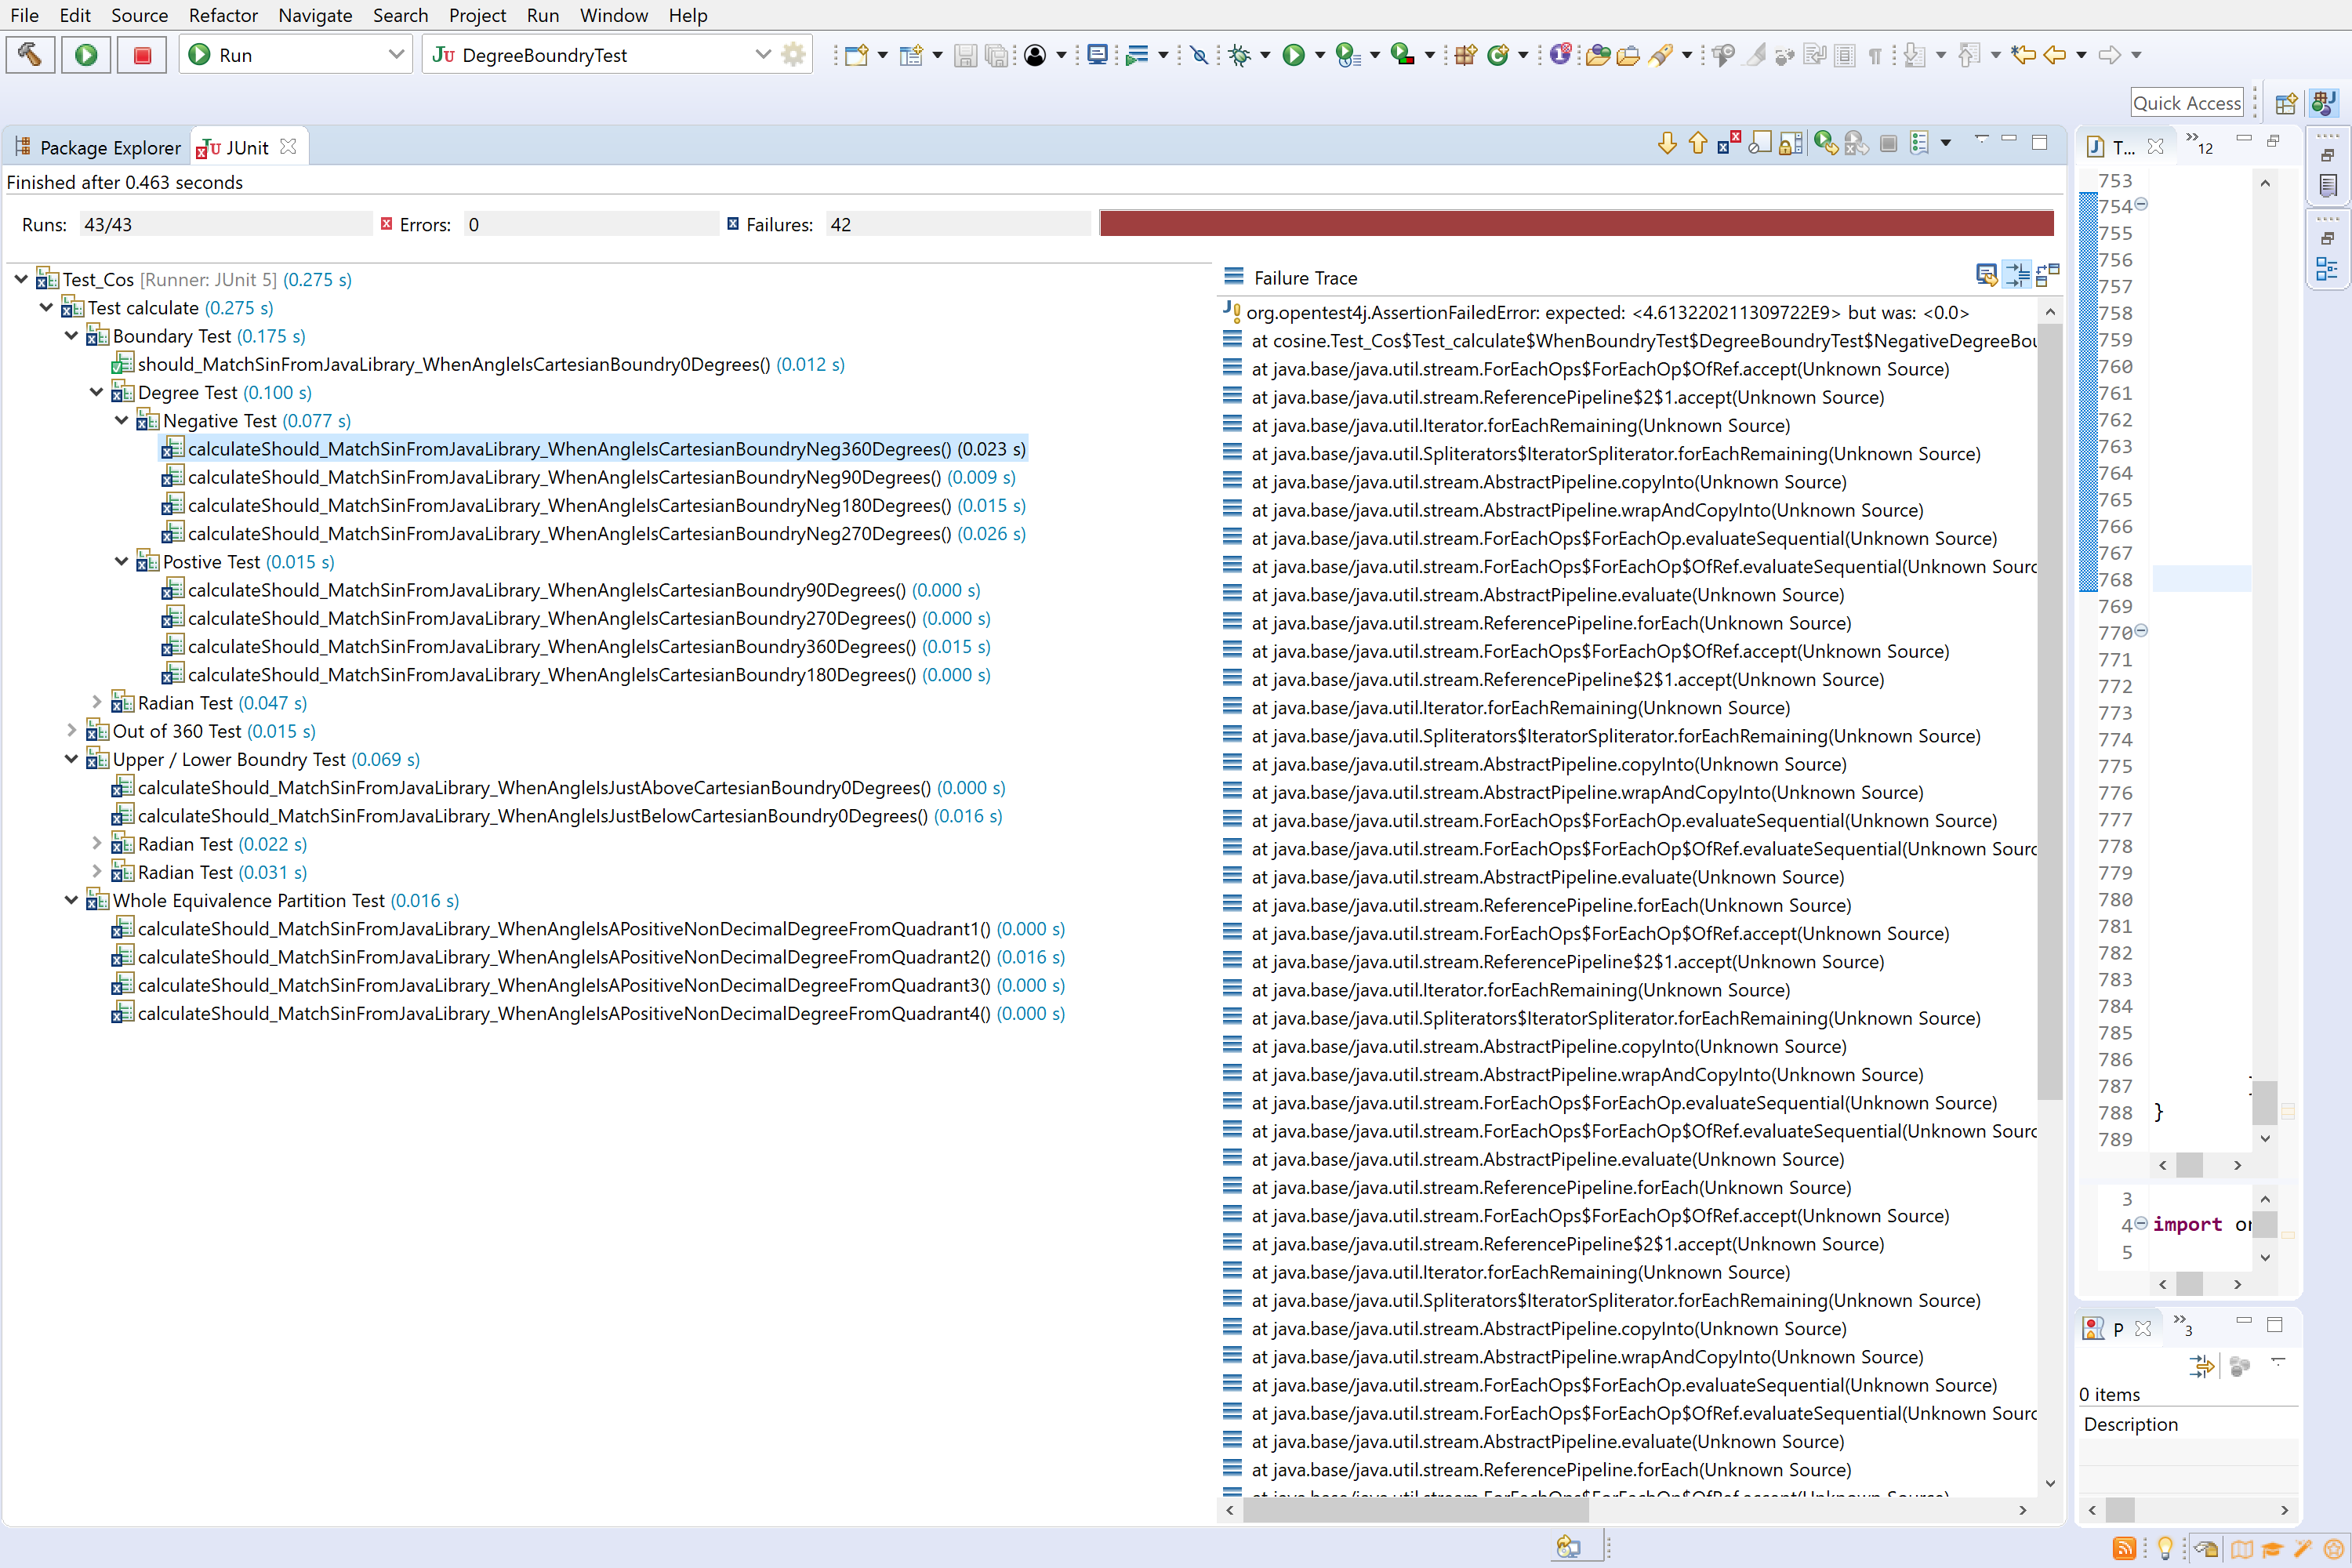 File Edit Source Refactor Navigate Search Project Run Window Help
Run
JU DegreeBoundryTest
Quick Access
Package Explorer
JUnit
T...
12
Finished after 0.463 seconds
Runs: 43/43 Errors: 0 Failures: 42
Test_Cos [Runner: JUnit 5] (0.275 s)
Test calculate (0.275 s)
Boundary Test (0.175 s)
should_MatchSinFromJavaLibrary_WhenAngleIsCartesianBoundry0Degrees() (0.012 s)
Degree Test (0.100 s)
Negative Test (0.077 s)
calculateShould_MatchSinFromJavaLibrary_WhenAngleIsCartesianBoundryNeg360Degrees() (0.023 s)
calculateShould_MatchSinFromJavaLibrary_WhenAngleIsCartesianBoundryNeg90Degrees() (0.009 s)
calculateShould_MatchSinFromJavaLibrary_WhenAngleIsCartesianBoundryNeg180Degrees() (0.015 s)
calculateShould_MatchSinFromJavaLibrary_WhenAngleIsCartesianBoundryNeg270Degrees() (0.026 s)
Postive Test (0.015 s)
calculateShould_MatchSinFromJavaLibrary_WhenAngleIsCartesianBoundry90Degrees() (0.000 s)
calculateShould_MatchSinFromJavaLibrary_WhenAngleIsCartesianBoundry270Degrees() (0.000 s)
calculateShould_MatchSinFromJavaLibrary_WhenAngleIsCartesianBoundry360Degrees() (0.015 s)
calculateShould_MatchSinFromJavaLibrary_WhenAngleIsCartesianBoundry180Degrees() (0.000 s)
Radian Test (0.047 s)
Out of 360 Test (0.015 s)
Upper / Lower Boundry Test (0.069 s)
calculateShould_MatchSinFromJavaLibrary_WhenAngleIsJustAboveCartesianBoundry0Degrees() (0.000 s)
calculateShould_MatchSinFromJavaLibrary_WhenAngleIsJustBelowCartesianBoundry0Degrees() (0.016 s)
Radian Test (0.022 s)
Radian Test (0.031 s)
Whole Equivalence Partition Test (0.016 s)
calculateShould_MatchSinFromJavaLibrary_WhenAngleIsAPositiveNonDecimalDegreeFromQuadrant1() (0.000 s)
calculateShould_MatchSinFromJavaLibrary_WhenAngleIsAPositiveNonDecimalDegreeFromQuadrant2() (0.016 s)
calculateShould_MatchSinFromJavaLibrary_WhenAngleIsAPositiveNonDecimalDegreeFromQuadrant3() (0.000 s)
calculateShould_MatchSinFromJavaLibrary_WhenAngleIsAPositiveNonDecimalDegreeFromQuadrant4() (0.000 s)
Failure Trace
org.opentest4j.AssertionFailedError: expected: <4.613220211309722E9> but was: <0.0>
at cosine.Test_Cos$Test_calculate$WhenBoundryTest$DegreeBoundryTest$NegativeDegreeBou
at java.base/java.util.stream.ForEachOps$ForEachOp$OfRef.accept(Unknown Source)
at java.base/java.util.stream.ReferencePipeline$2$1.accept(Unknown Source)
at java.base/java.util.Iterator.forEachRemaining(Unknown Source)
at java.base/java.util.Spliterators$IteratorSpliterator.forEachRemaining(Unknown Source)
at java.base/java.util.stream.AbstractPipeline.copyInto(Unknown Source)
at java.base/java.util.stream.AbstractPipeline.wrapAndCopyInto(Unknown Source)
at java.base/java.util.stream.ForEachOps$ForEachOp.evaluateSequential(Unknown Source)
at java.base/java.util.stream.ForEachOps$ForEachOp$OfRef.evaluateSequential(Unknown Sourc
at java.base/java.util.stream.AbstractPipeline.evaluate(Unknown Source)
at java.base/java.util.stream.ReferencePipeline.forEach(Unknown Source)
at java.base/java.util.stream.ForEachOps$ForEachOp$OfRef.accept(Unknown Source)
at java.base/java.util.stream.ReferencePipeline$2$1.accept(Unknown Source)
at java.base/java.util.Iterator.forEachRemaining(Unknown Source)
at java.base/java.util.Spliterators$IteratorSpliterator.forEachRemaining(Unknown Source)
at java.base/java.util.stream.AbstractPipeline.copyInto(Unknown Source)
at java.base/java.util.stream.AbstractPipeline.wrapAndCopyInto(Unknown Source)
at java.base/java.util.stream.ForEachOps$ForEachOp.evaluateSequential(Unknown Source)
at java.base/java.util.stream.ForEachOps$ForEachOp$OfRef.evaluateSequential(Unknown Sourc
at java.base/java.util.stream.AbstractPipeline.evaluate(Unknown Source)
at java.base/java.util.stream.ReferencePipeline.forEach(Unknown Source)
at java.base/java.util.stream.ForEachOps$ForEachOp$OfRef.accept(Unknown Source)
at java.base/java.util.stream.ReferencePipeline$2$1.accept(Unknown Source)
at java.base/java.util.Iterator.forEachRemaining(Unknown Source)
at java.base/java.util.Spliterators$IteratorSpliterator.forEachRemaining(Unknown Source)
at java.base/java.util.stream.AbstractPipeline.copyInto(Unknown Source)
at java.base/java.util.stream.AbstractPipeline.wrapAndCopyInto(Unknown Source)
at java.base/java.util.stream.ForEachOps$ForEachOp.evaluateSequential(Unknown Source)
at java.base/java.util.stream.ForEachOps$ForEachOp$OfRef.evaluateSequential(Unknown Sourc
at java.base/java.util.stream.AbstractPipeline.evaluate(Unknown Source)
at java.base/java.util.stream.ReferencePipeline.forEach(Unknown Source)
at java.base/java.util.stream.ForEachOps$ForEachOp$OfRef.accept(Unknown Source)
at java.base/java.util.stream.ReferencePipeline$2$1.accept(Unknown Source)
at java.base/java.util.Iterator.forEachRemaining(Unknown Source)
at java.base/java.util.Spliterators$IteratorSpliterator.forEachRemaining(Unknown Source)
at java.base/java.util.stream.AbstractPipeline.copyInto(Unknown Source)
at java.base/java.util.stream.AbstractPipeline.wrapAndCopyInto(Unknown Source)
at java.base/java.util.stream.ForEachOps$ForEachOp.evaluateSequential(Unknown Source)
at java.base/java.util.stream.ForEachOps$ForEachOp$OfRef.evaluateSequential(Unknown Sourc
at java.base/java.util.stream.AbstractPipeline.evaluate(Unknown Source)
at java.base/java.util.stream.ReferencePipeline.forEach(Unknown Source)
at java.base/java.util.stream.ForEachOps$ForEachOp$OfRef.accept(Unknown Source)
753
754
755
756
757
758
759
760
761
762
763
764
765
766
767
768
769
770
771
772
773
774
775
776
777
778
779
780
781
782
783
784
785
786
787
788 }
789
3
4 import or
5
P
3
0 items
Description